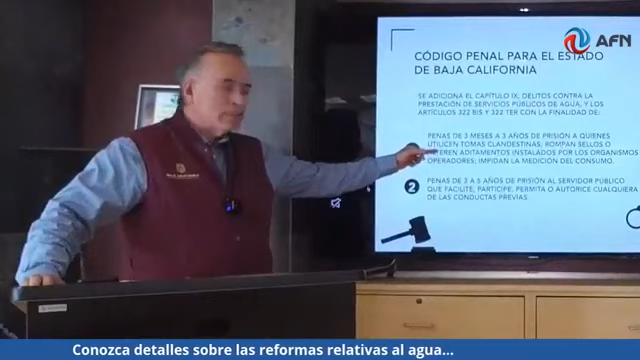 AFN
CÓDIGO PENAL PARA EL ESTADO
DE BAJA CALIFORNIA
SE ADICIONA EL CAPÍTULO IX, DELITOS CONTRA LA
PRESTACIÓN DE SERVICIOS PÚBLICOS DE AGUA, Y LOS
ARTÍCULOS 322 BIS Y 322 TER CON LA FINALIDAD DE:
PENAS DE 3 MESES A 3 AÑOS DE PRISIÓN A QUIENES
UTILICEN TOMAS CLANDESTINAS; ROMPAN SELLOS O
ADITAMENTOS INSTALADOS POR LOS ORGANISMOS
OPERADORES; IMPIDAN LA MEDICIÓN DEL CONSUMO.
2
PENAS DE 3 A 5 AÑOS DE PRISIÓN AL SERVIDOR PÚBLICO
QUE FACILITE, PARTICIPE, PERMITA O AUTORICE CUALQUIERA
DE LAS CONDUCTAS PREVIAS.
Conozca detalles sobre las reformas relativas al agua...